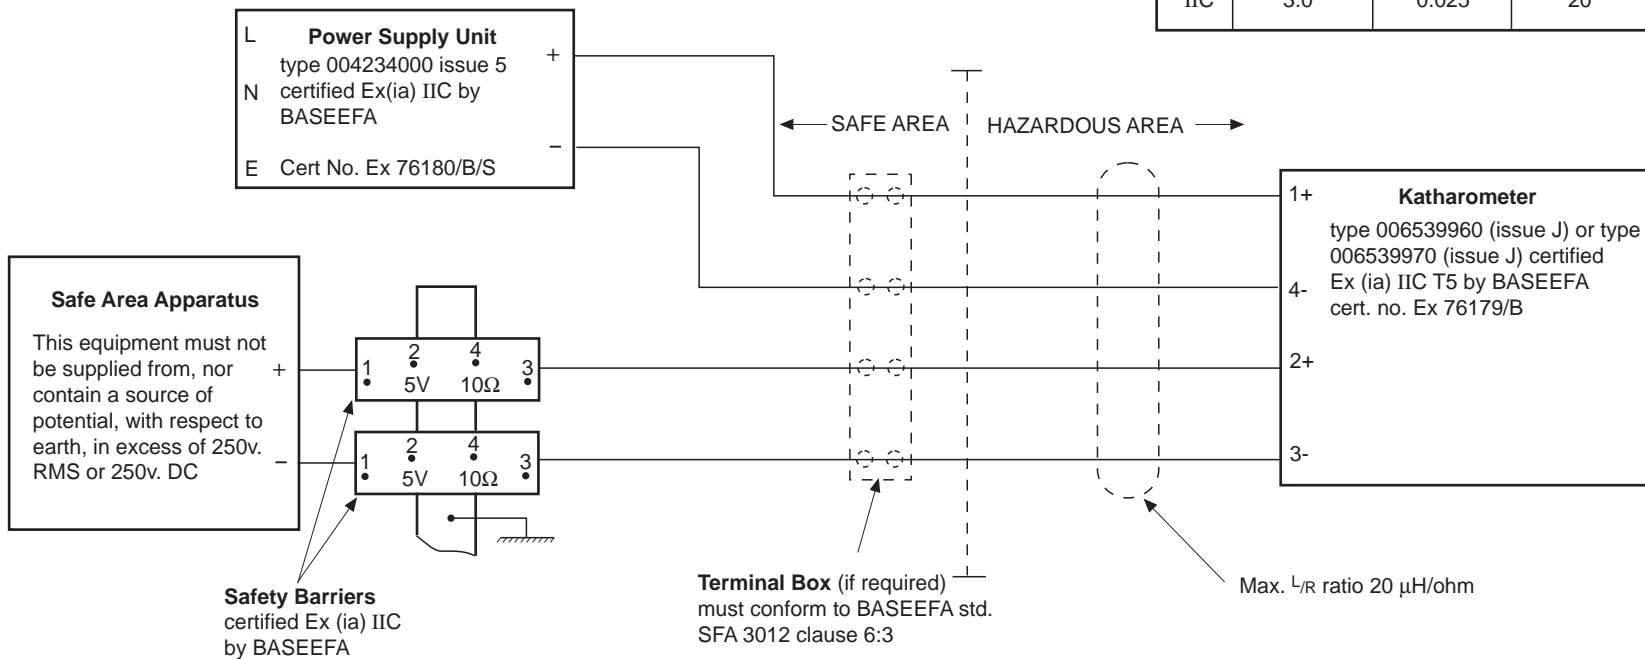 IIC 3.0 0.025 20
L Power Supply Unit +
type 004234000 issue 5
N certified Ex(ia) IIC by
BASEEFA
−
E Cert No. Ex 76180/B/S
SAFE AREA HAZARDOUS AREA
1+ Katharometer
type 006539960 (issue J) or type
006539970 (issue J) certified
4- Ex (ia) IIC T5 by BASEEFA
cert. no. Ex 76179/B
2+
3-
Safe Area Apparatus
This equipment must not
be supplied from, nor +
contain a source of
potential, with respect to
earth, in excess of 250v.
RMS or 250v. DC −
1 2 4 3
5V 10Ω
1 2 4 3
5V 10Ω
Safety Barriers
certified Ex (ia) IIC
by BASEEFA
Terminal Box (if required)
must conform to BASEEFA std.
SFA 3012 clause 6:3
Max. L/R ratio 20 μH/ohm